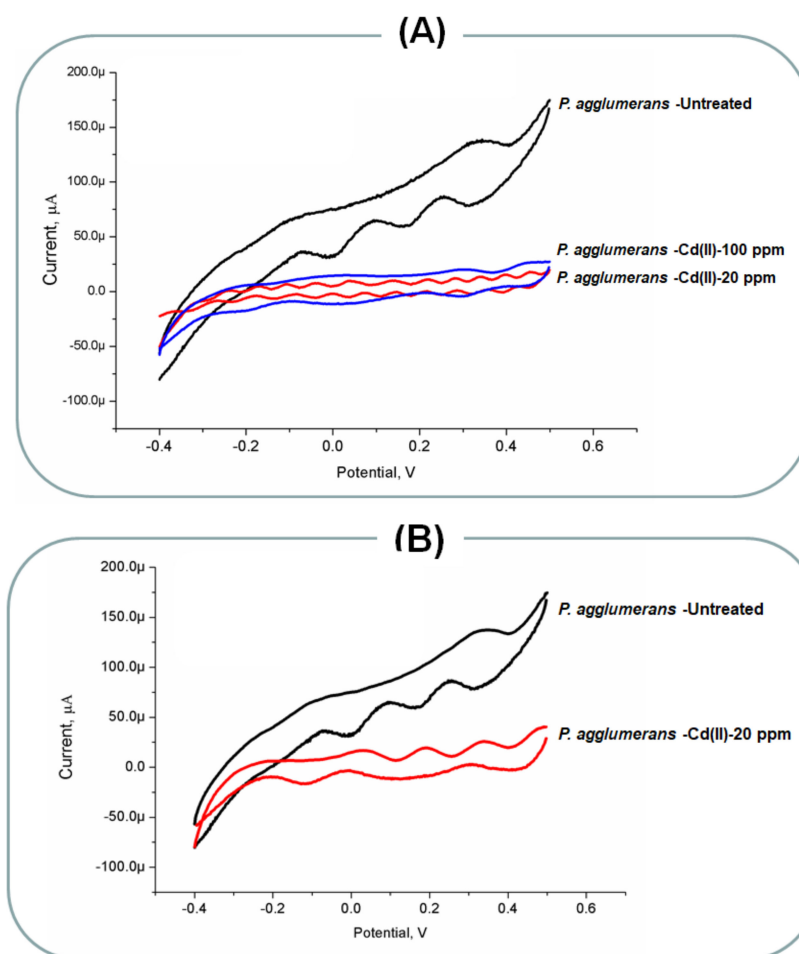 (A)
200.0µ
150.0µ
100.0µ
50.0µ
0.0
-50.0µ
-100.0µ
Current, µA
-0.4
-0.2
0.0
0.2
0.4
0.6
Potential, V
P. agglumerans -Untreated
P. agglumerans -Cd(II)-100 ppm
P. agglumerans -Cd(II)-20 ppm
(B)
200.0µ
150.0µ
100.0µ
50.0µ
0.0
-50.0µ
-100.0µ
Current, µA
-0.4
-0.2
0.0
0.2
0.4
0.6
Potential, V
P. agglumerans -Untreated
P. agglumerans -Cd(II)-20 ppm